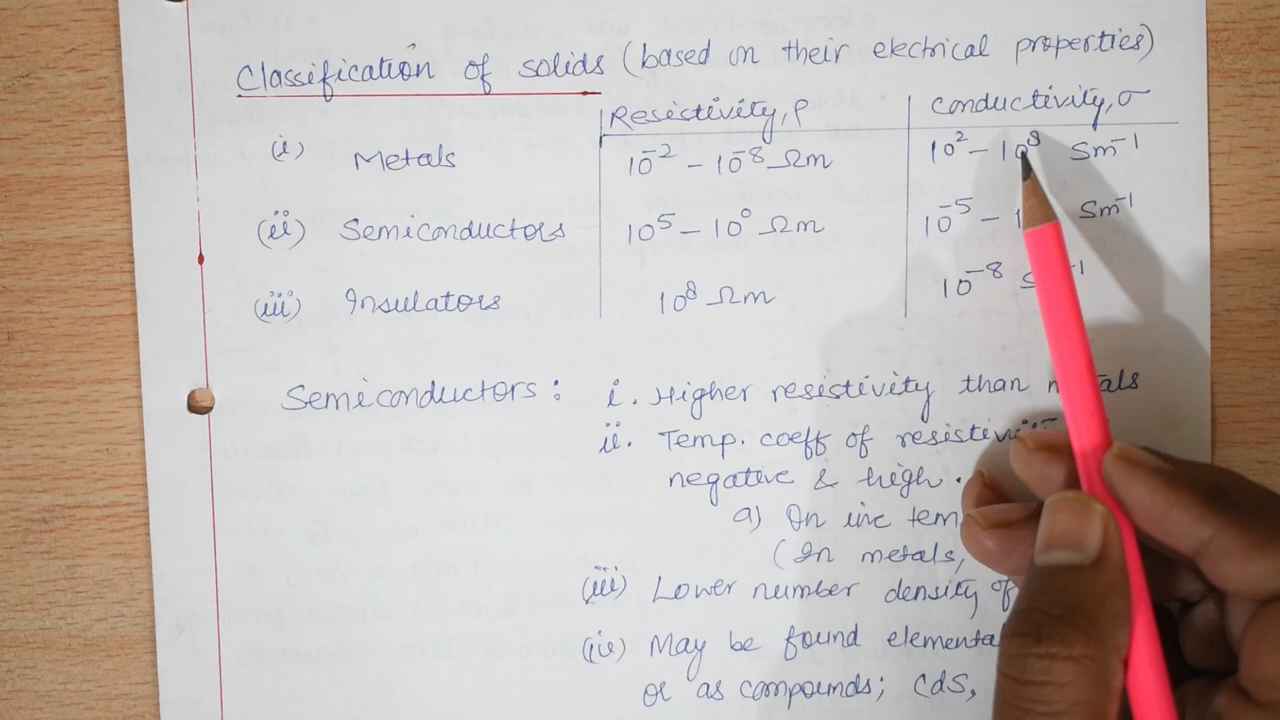 Classification of solids (based on their electrical properties)
Resistivity, ρ Conductivity, σ
(i) Metals 10⁻² – 10⁻⁸ Ωm 10² – 10⁸ Sm⁻¹
(ii) Semiconductors 10⁵ – 10⁰ Ωm 10⁻⁵ – 1 Sm⁻¹
(iii) Insulators 10⁸ Ωm 10⁻⁸
Semiconductors : i. Higher resistivity than metals
ii. Temp. coeff of
negative & high.
a) On inc
(In metals,
(iii) Lower number density of
(iv) May be found
or as compounds; CdS,